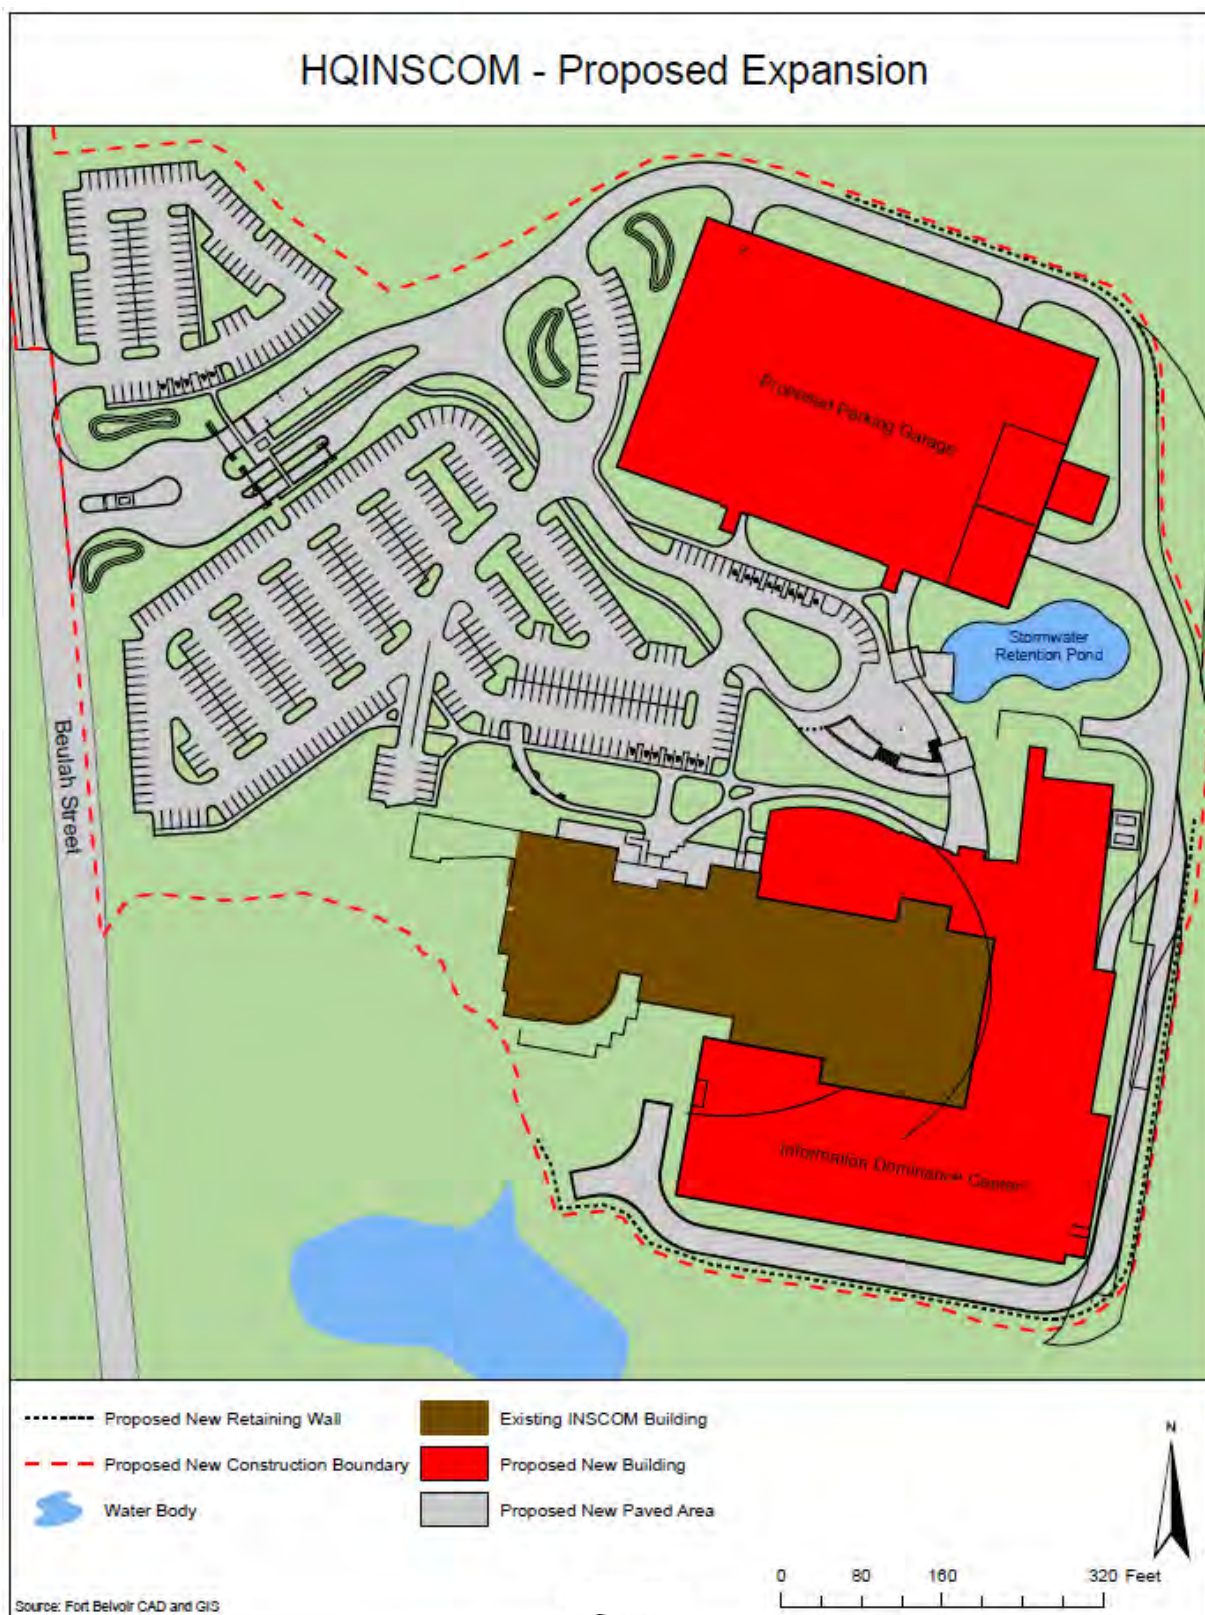 HQINSCOM - Proposed Expansion
Proposed Parking Garage
Stormwater
Retention Pond
Beulah Street
Information Dominance Center
Proposed New Retaining Wall
Existing INSCOM Building
Proposed New Construction Boundary
Proposed New Building
Water Body
Proposed New Paved Area
N
0 80 160 320 Feet
Source: Fort Belvoir CAD and GIS